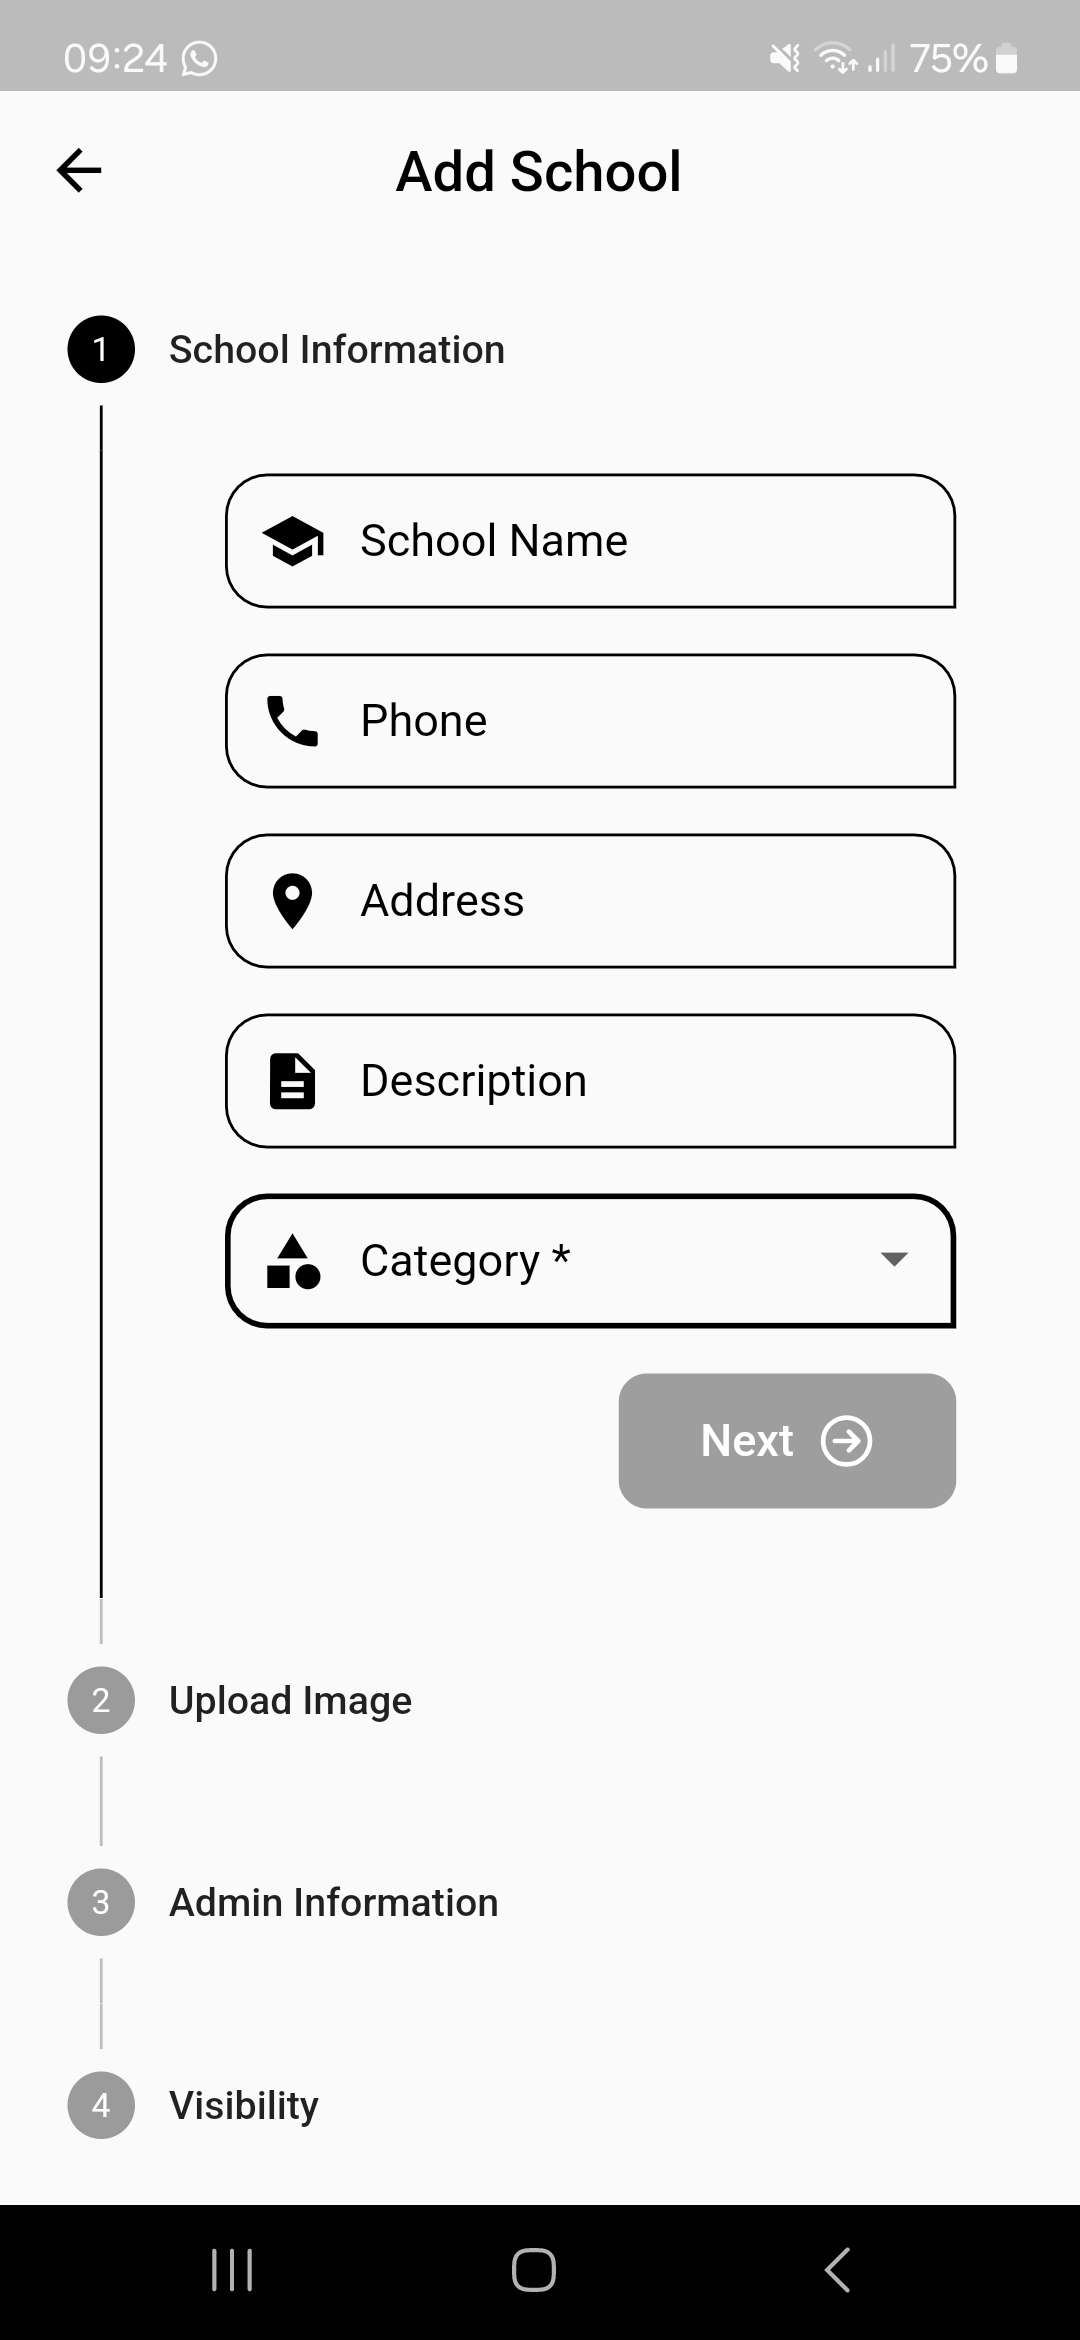 09:24 75%
Add School
1 School Information
School Name
Phone
Address
Description
Category *
Next
2 Upload Image
3 Admin Information
4 Visibility